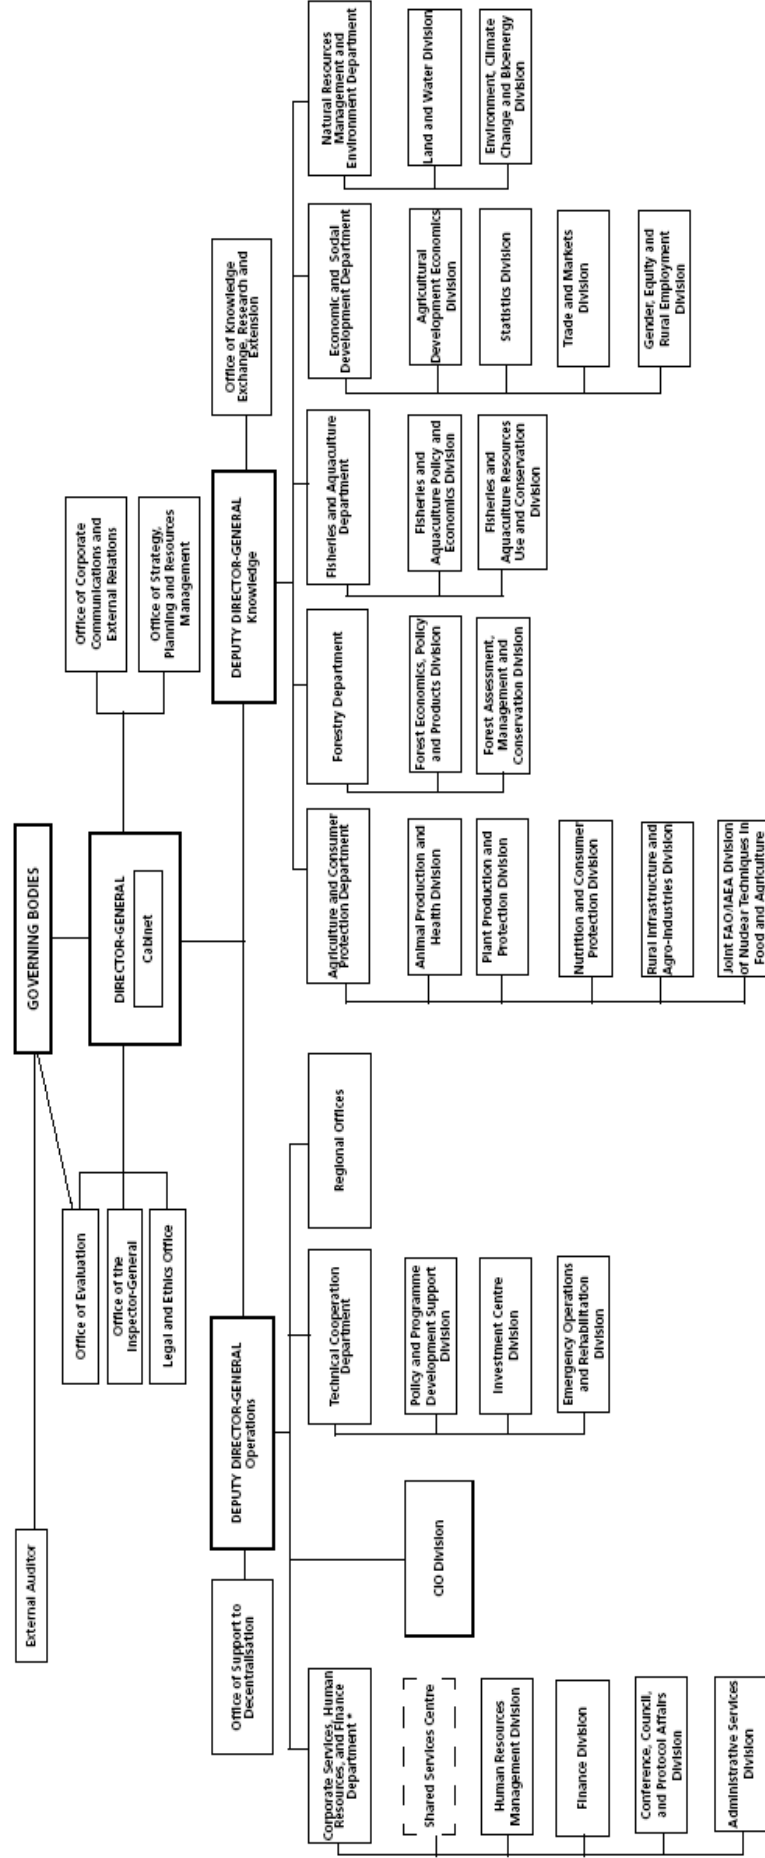 GOVERNING BODIES
External Auditor
DIRECTOR-GENERAL
Cabinet
Office of Evaluation
Office of the
Inspector-General
Legal and Ethics Office
Office of Corporate
Communications and
External Relations
Office of Strategy,
Planning and Resources
Management
Office of Support to
Decentralisation
DEPUTY DIRECTOR-GENERAL
Operations
DEPUTY DIRECTOR-GENERAL
Knowledge
Office of Knowledge
Exchange, Research and
Extension
Corporate Services, Human
Resources, and Finance
Department *
Shared Services Centre
Human Resources
Management Division
Finance Division
Conference, Council,
and Protocol Affairs
Division
Administrative Services
Division
CIO Division
Technical Cooperation
Department
Policy and Programme
Development Support
Division
Investment Centre
Division
Emergency Operations
and Rehabilitation
Division
Regional Offices
Agriculture and Consumer
Protection Department
Animal Production and
Health Division
Plant Production and
Protection Division
Nutrition and Consumer
Protection Division
Rural Infrastructure and
Agro-Industries Division
Joint FAO/IAEA Division
of Nuclear Techniques in
Food and Agriculture
Forestry Department
Forest Economics, Policy
and Products Division
Forest Assessment,
Management and
Conservation Division
Fisheries and Aquaculture
Department
Fisheries and
Aquaculture Policy and
Economics Division
Fisheries and
Aquaculture Resources
Use and Conservation
Division
Economic and Social
Development Department
Agricultural
Development Economics
Division
Statistics Division
Trade and Markets
Division
Gender, Equity and
Rural Employment
Division
Natural Resources
Management and
Environment Department
Land and Water Division
Environment, Climate
Change and Bioenergy
Division